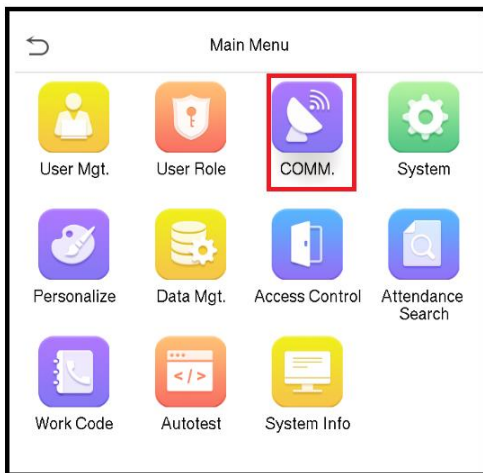 Main Menu
User Mgt.
User Role
COMM.
System
Personalize
Data Mgt.
Access Control
Attendance
Search
Work Code
Autotest
System Info